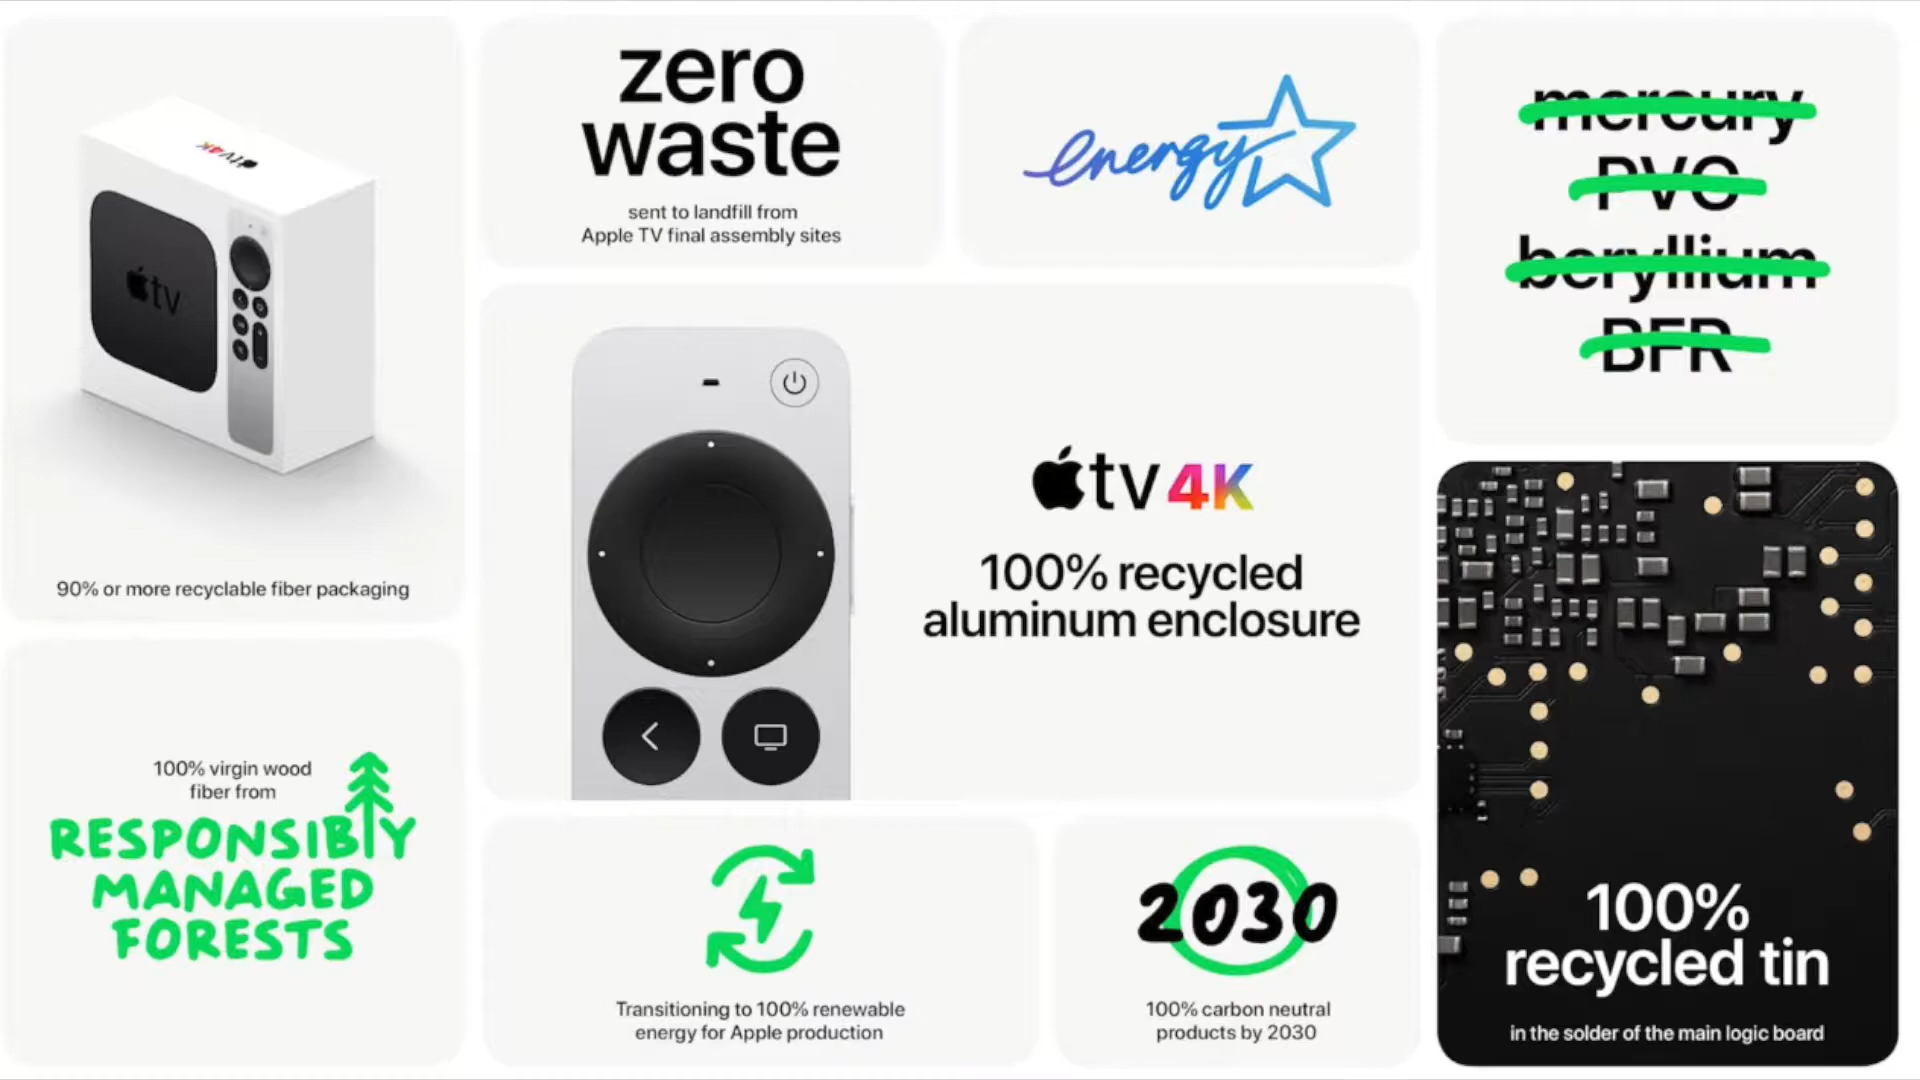 tv4K
tv
90% or more recyclable fiber packaging
100% virgin wood
fiber from
RESPONSIBLY
MANAGED
FORESTS
zero
waste
sent to landfill from
Apple TV final assembly sites
energy
tv4K
100% recycled
aluminum enclosure
Transitioning to 100% renewable
energy for Apple production
2030
100% carbon neutral
products by 2030
mercury
PVC
beryllium
BFR
100%
recycled tin
in the solder of the main logic board